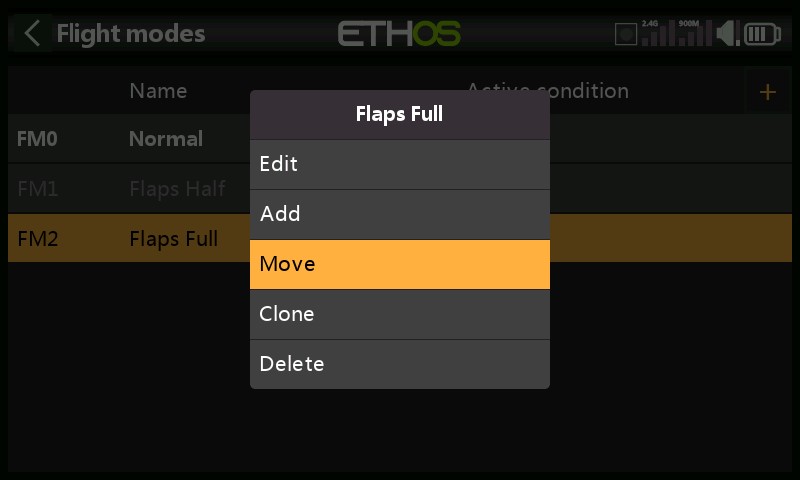 Flight modes
ETHOS
2.4G
900M
Name
Active condition
+
FM0
Normal
FM1
Flaps Half
FM2
Flaps Full
Flaps Full
Edit
Add
Move
Clone
Delete